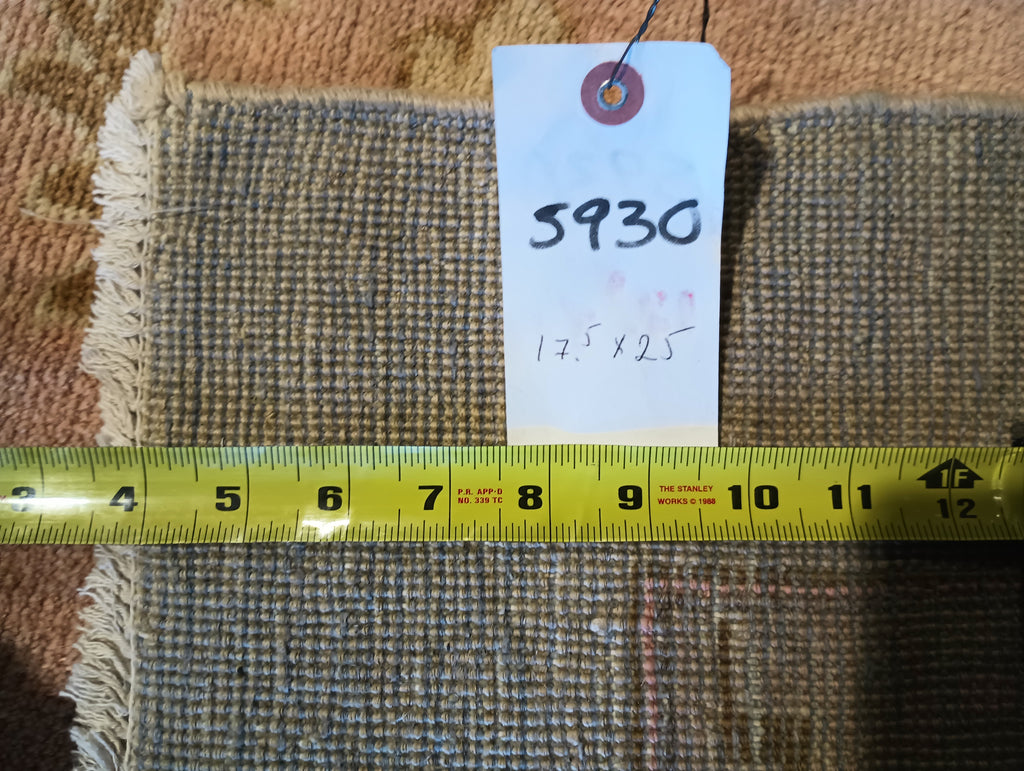 5930
17.5 x 25
3 4 5 6 7 P.R. APP-D 8 9 THE STANLEY 10 11 1F
NO. 339 TC WORKS © 1988 12